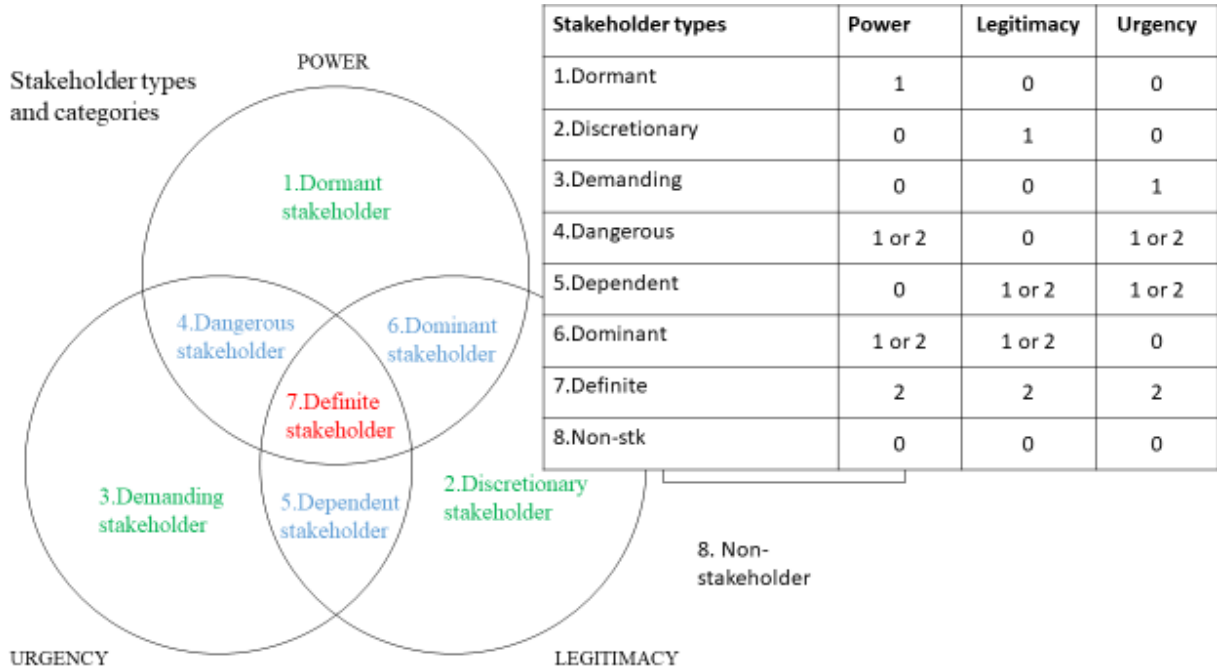 Stakeholder types
and categories
POWER
1.Dormant
stakeholder
4.Dangerous
stakeholder
6.Dominant
stakeholder
7.Definite
stakeholder
3.Demanding
stakeholder
5.Dependent
stakeholder
2.Discretionary
stakeholder
8. Non-
stakeholder
URGENCY
LEGITIMACY
Stakeholder types Power Legitimacy Urgency
1.Dormant 1 0 0
2.Discretionary 0 1 0
3.Demanding 0 0 1
4.Dangerous 1 or 2 0 1 or 2
5.Dependent 0 1 or 2 1 or 2
6.Dominant 1 or 2 1 or 2 0
7.Definite 2 2 2
8.Non-stk 0 0 0